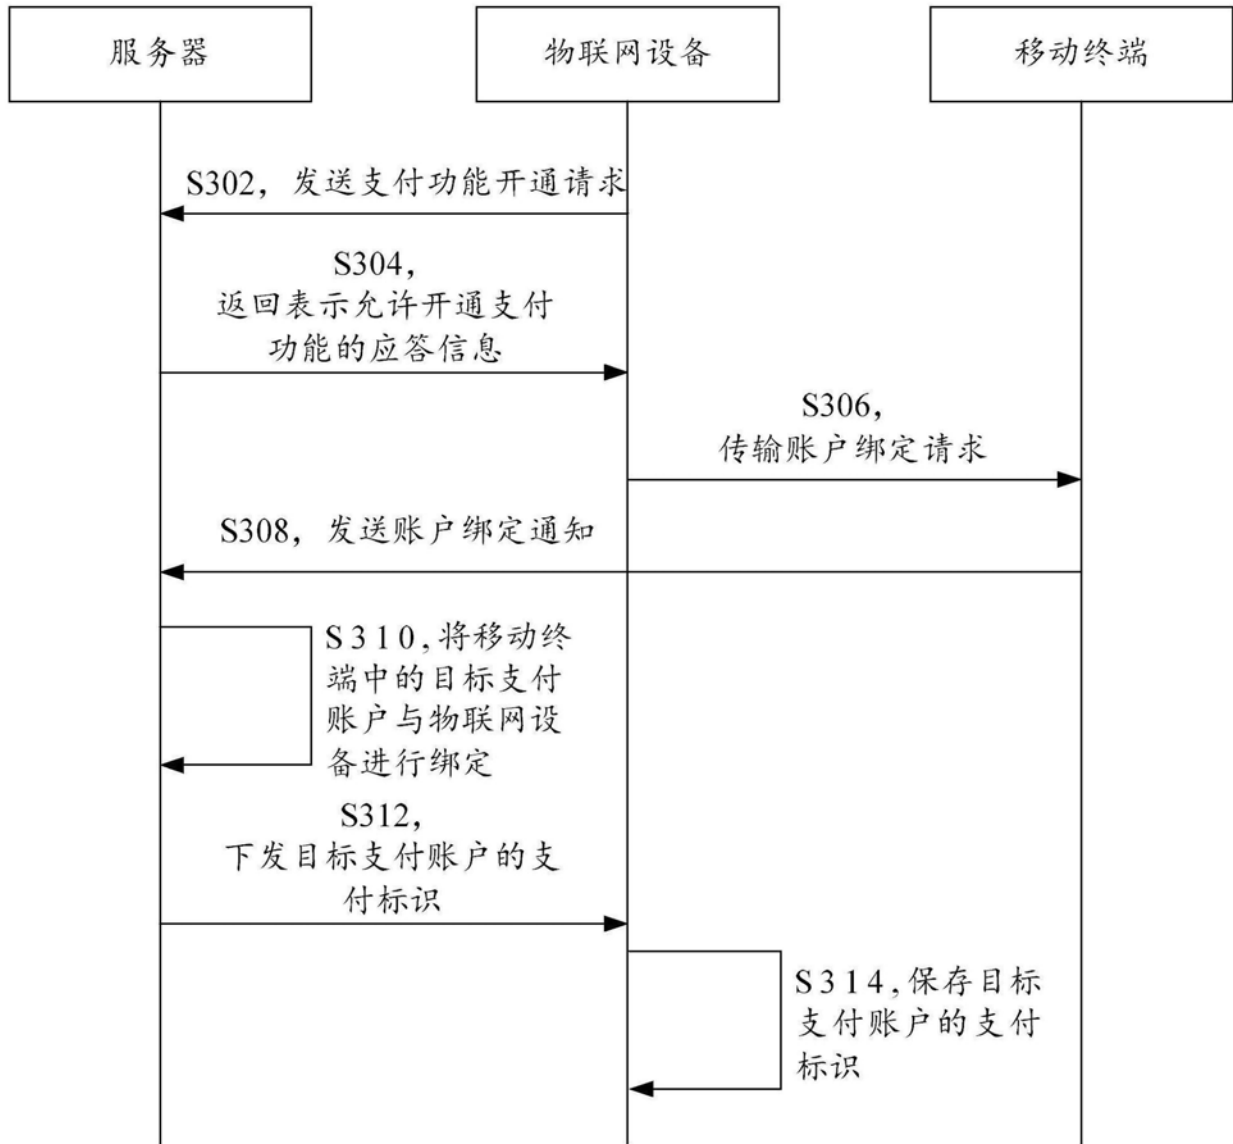 服务器
物联网设备
移动终端
S302，发送支付功能开通请求
S304，
返回表示允许开通支付
功能的应答信息
S306，
传输账户绑定请求
S308，发送账户绑定通知
S310,将移动终
端中的目标支付
账户与物联网设
备进行绑定
S312，
下发目标支付账户的支
付标识
S314,保存目标
支付账户的支付
标识